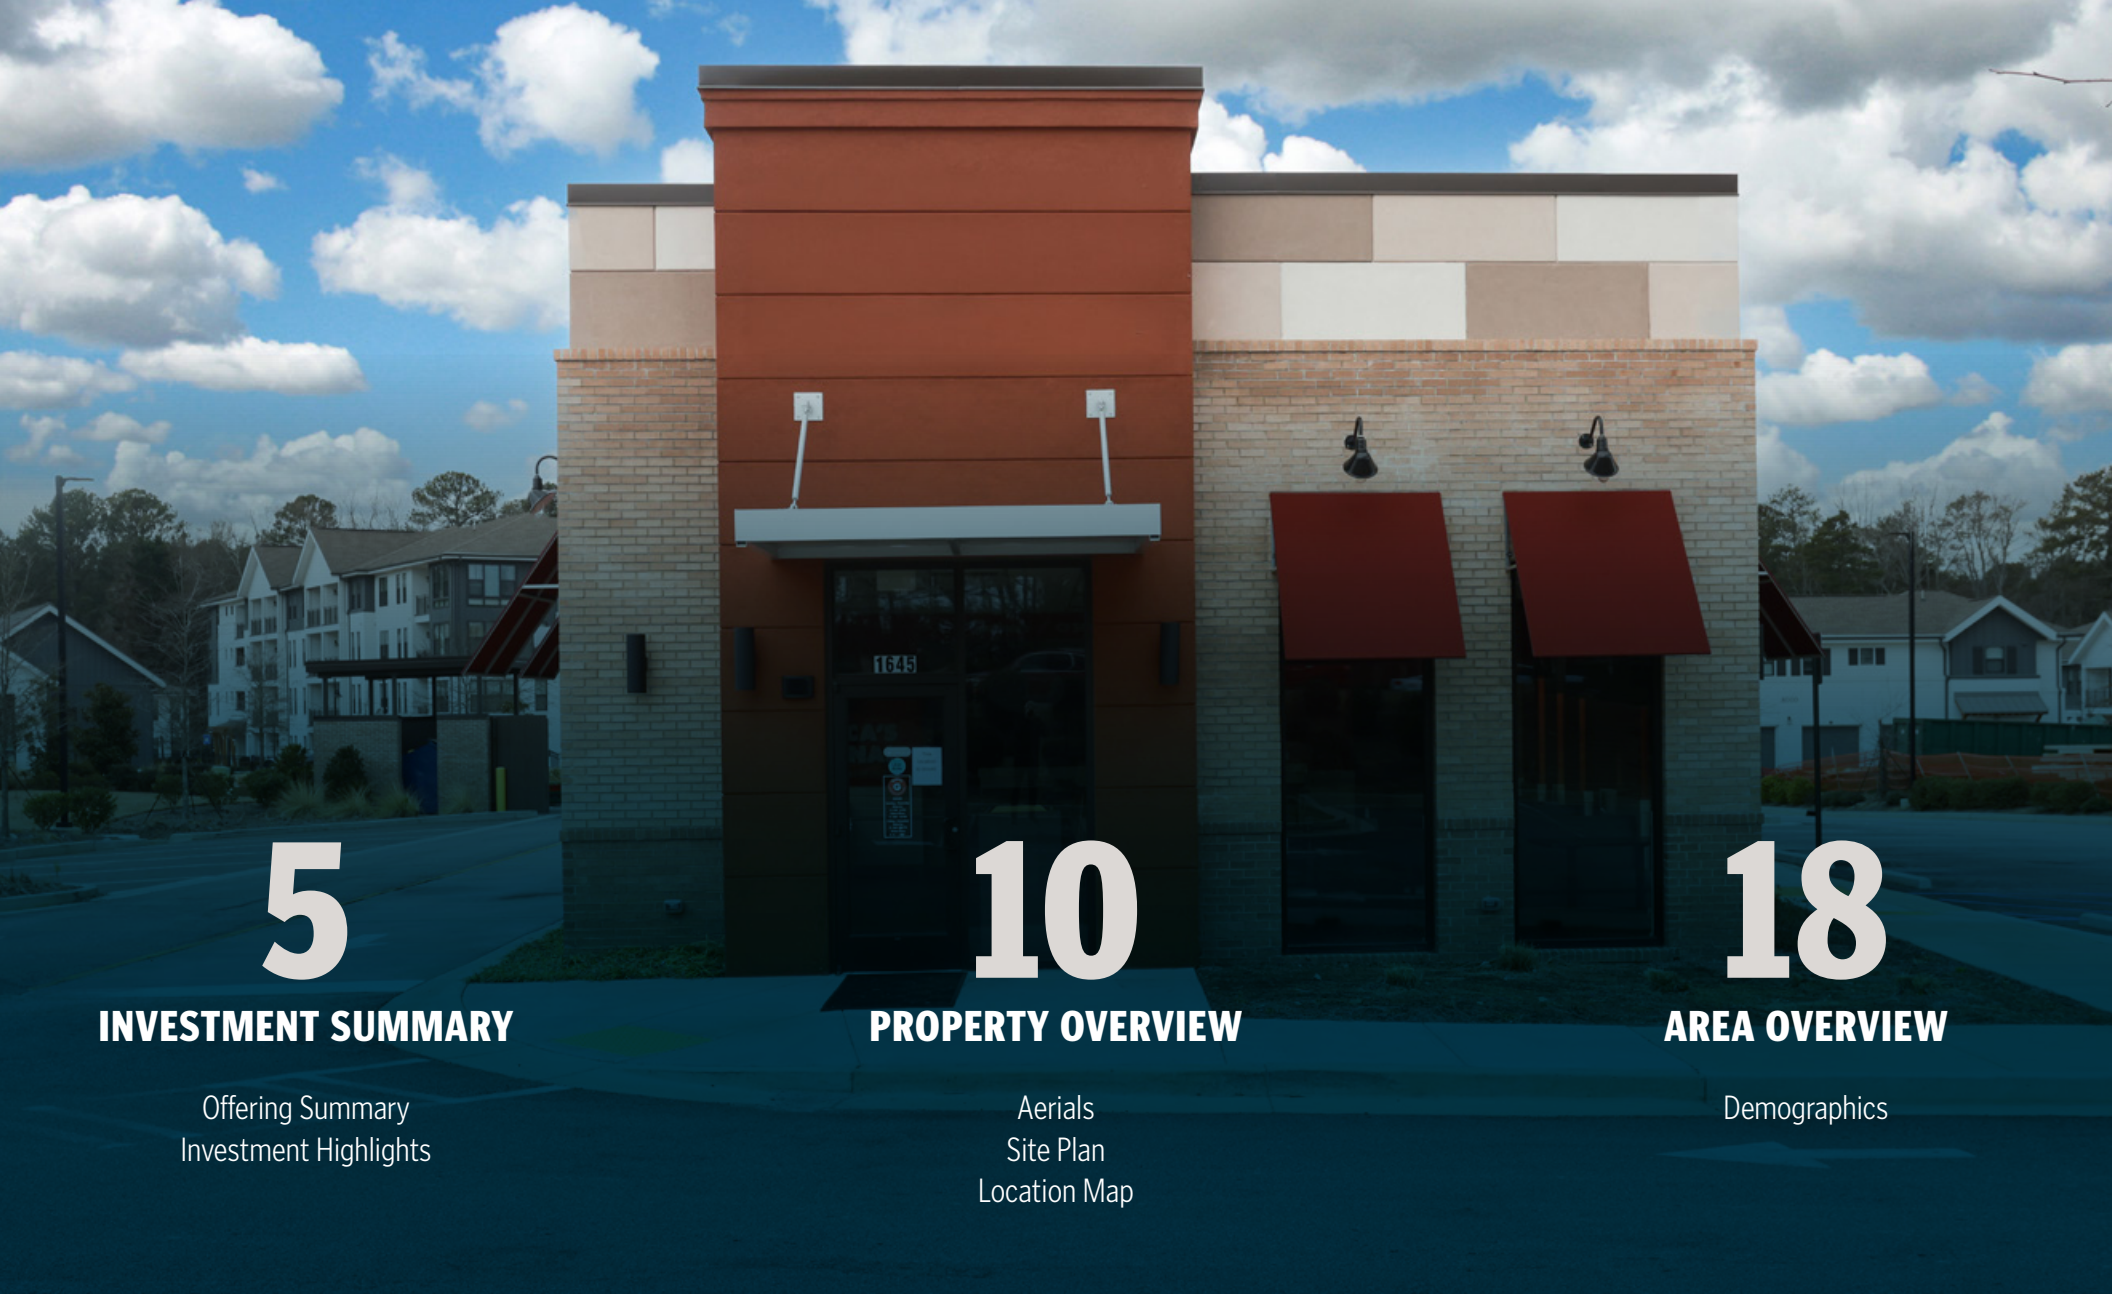 1645
5
INVESTMENT SUMMARY
Offering Summary
Investment Highlights
10
PROPERTY OVERVIEW
Aerials
Site Plan
Location Map
18
AREA OVERVIEW
Demographics